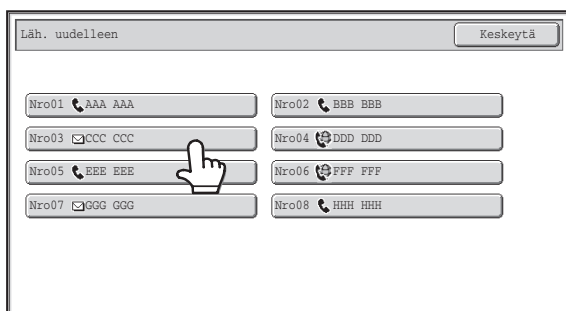 Läh. uudelleen Keskeytä
Nro01 AAA AAA Nro02 BBB BBB
Nro03 CCC CCC Nro04 DDD DDD
Nro05 EEE EEE Nro06 FFF FFF
Nro07 GGG GGG Nro08 HHH HHH